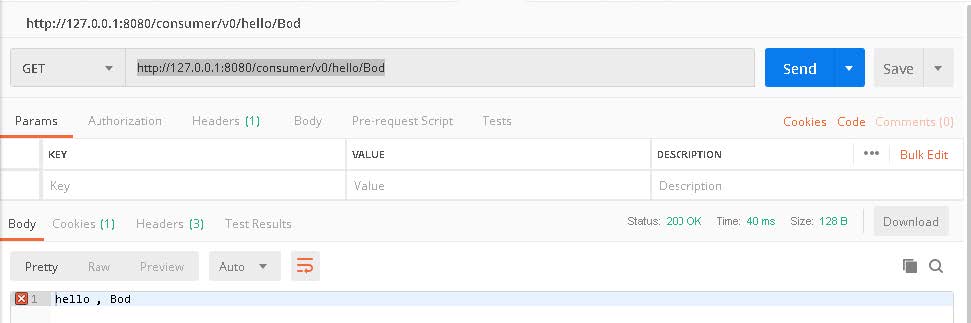 http://127.0.0.1:8080/consumer/v0/hello/Bod
GET http://127.0.0.1:8080/consumer/v0/hello/Bod Send Save
Params Authorization Headers (1) Body Pre-request Script Tests Cookies Code Comments (0)
KEY VALUE DESCRIPTION ••• Bulk Edit
Key Value Description
Body Cookies (1) Headers (3) Test Results Status: 200 OK Time: 40 ms Size: 128 B Download
Pretty Raw Preview Auto
1 hello , Bod